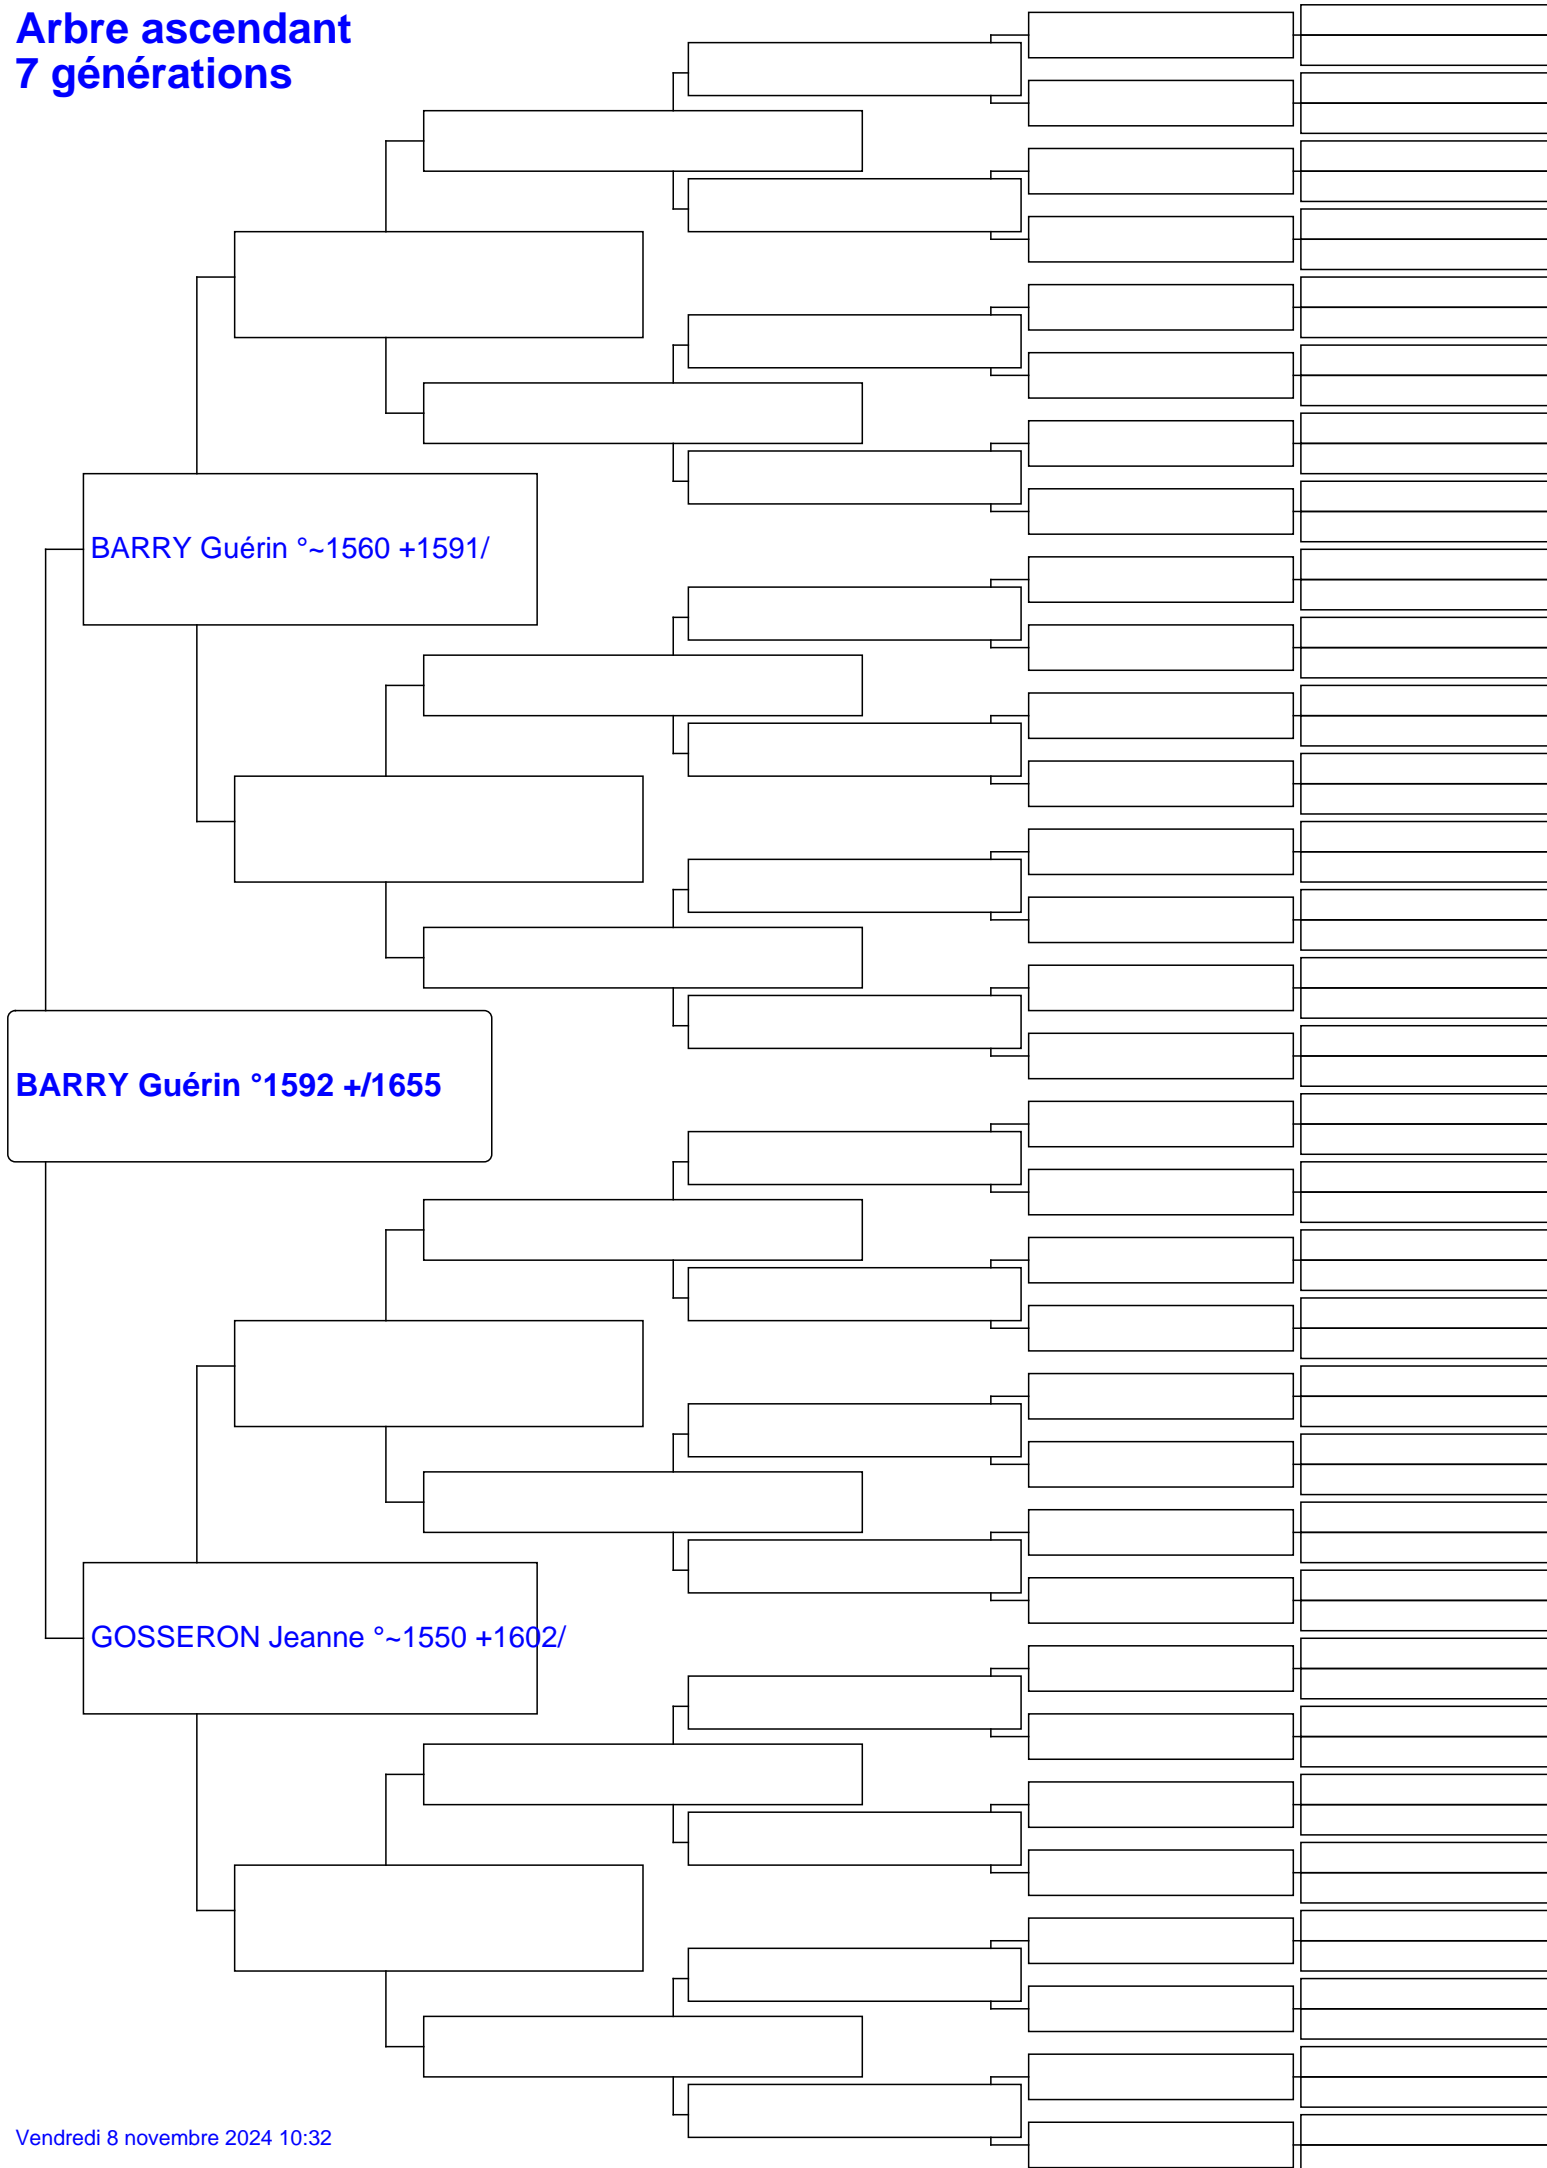 Arbre ascendant
7 générations
BARRY Guérin °~1560 +1591/
BARRY Guérin °1592 +/1655
GOSSERON Jeanne °~1550 +1602/
Vendredi 8 novembre 2024 10:32